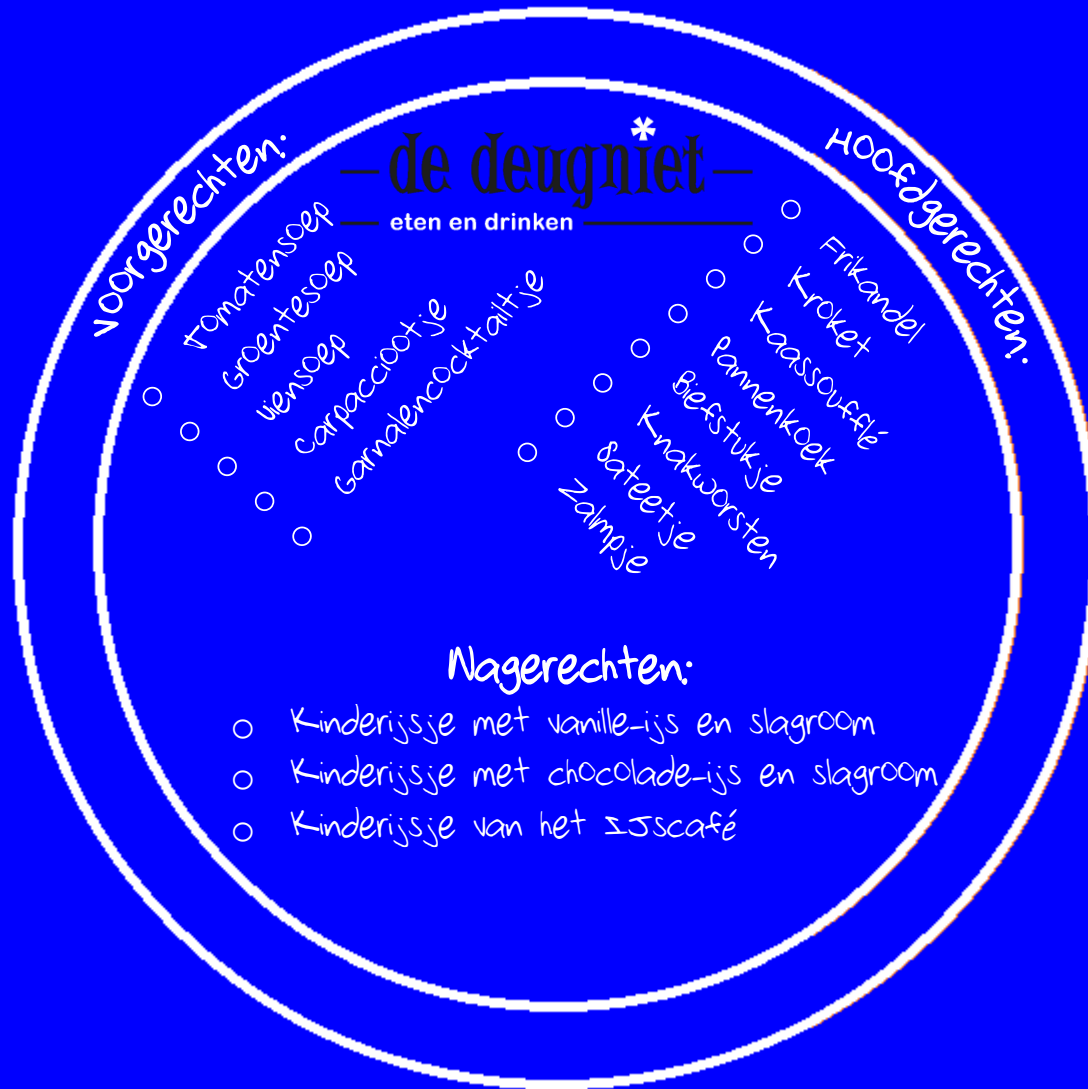 de deugniet
eten en drinken
Voorgerechten:
Tomatensoep
Groentesoep
Uiensoep
Carpacciootje
Garnalencocktailtje
Hoofdgerechten:
Frikandel
Kroket
Kaassoufflé
Pannenkoek
Biefstukje
Knakworsten
Sateetje
Zalmpje
Nagerechten:
Kinderijsje met vanille-ijs en slagroom
Kinderijsje met chocolade-ijs en slagroom
Kinderijsje van het IJscafé